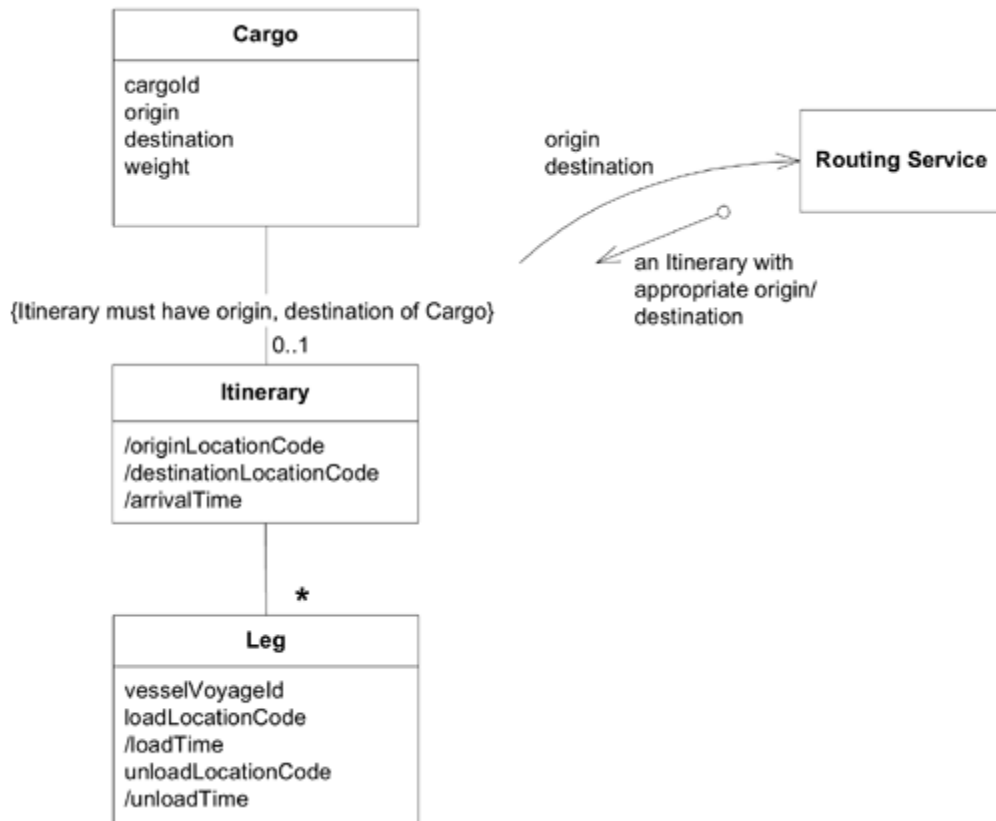 Cargo
cargoId
origin
destination
weight
origin
destination
Routing Service
an Itinerary with
appropriate origin/
destination
{Itinerary must have origin, destination of Cargo}
0..1
Itinerary
/originLocationCode
/destinationLocationCode
/arrivalTime
*
Leg
vesselVoyageId
loadLocationCode
/loadTime
unloadLocationCode
/unloadTime